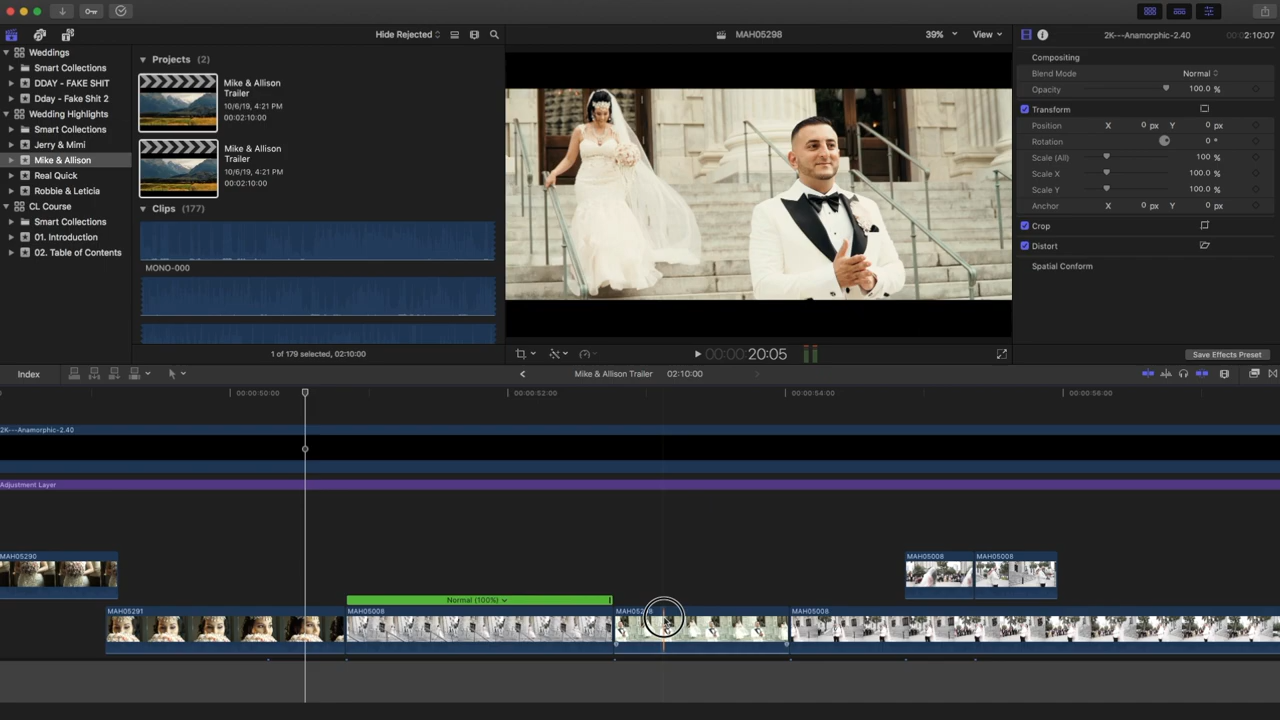 Hide Rejected
MAH05298
39%
View
2K---Anamorphic-2.40
00:00:02:10:07
Weddings
Smart Collections
DDAY - FAKE SHIT
Dday - Fake Shit 2
Wedding Highlights
Smart Collections
Jerry & Mimi
Mike & Allison
Real Quick
Robbie & Leticia
CL Course
Smart Collections
01. Introduction
02. Table of Contents
Projects (2)
Mike & Allison
Trailer
10/6/19, 4:21 PM
00:02:10:00
Mike & Allison
Trailer
10/6/19, 4:21 PM
00:02:10:00
Clips (177)
MONO-000
1 of 179 selected, 02:10:00
00:00:00:20:05
Compositing
Blend Mode Normal
Opacity 100.0 %
Transform
Position X 0 px Y 0 px
Rotation 0 °
Scale (All) 100 %
Scale X 100.0 %
Scale Y 100.0 %
Anchor X 0 px Y 0 px
Crop
Distort
Spatial Conform
Save Effects Preset
Index
Mike & Allison Trailer 02:10:00
00:00:50:00
00:00:52:00
00:00:54:00
00:00:56:00
2K---Anamorphic-2.40
Adjustment Layer
MAH05290
MAH05008
MAH05008
Normal (100%)
MAH05291
MAH05008
MAH05008